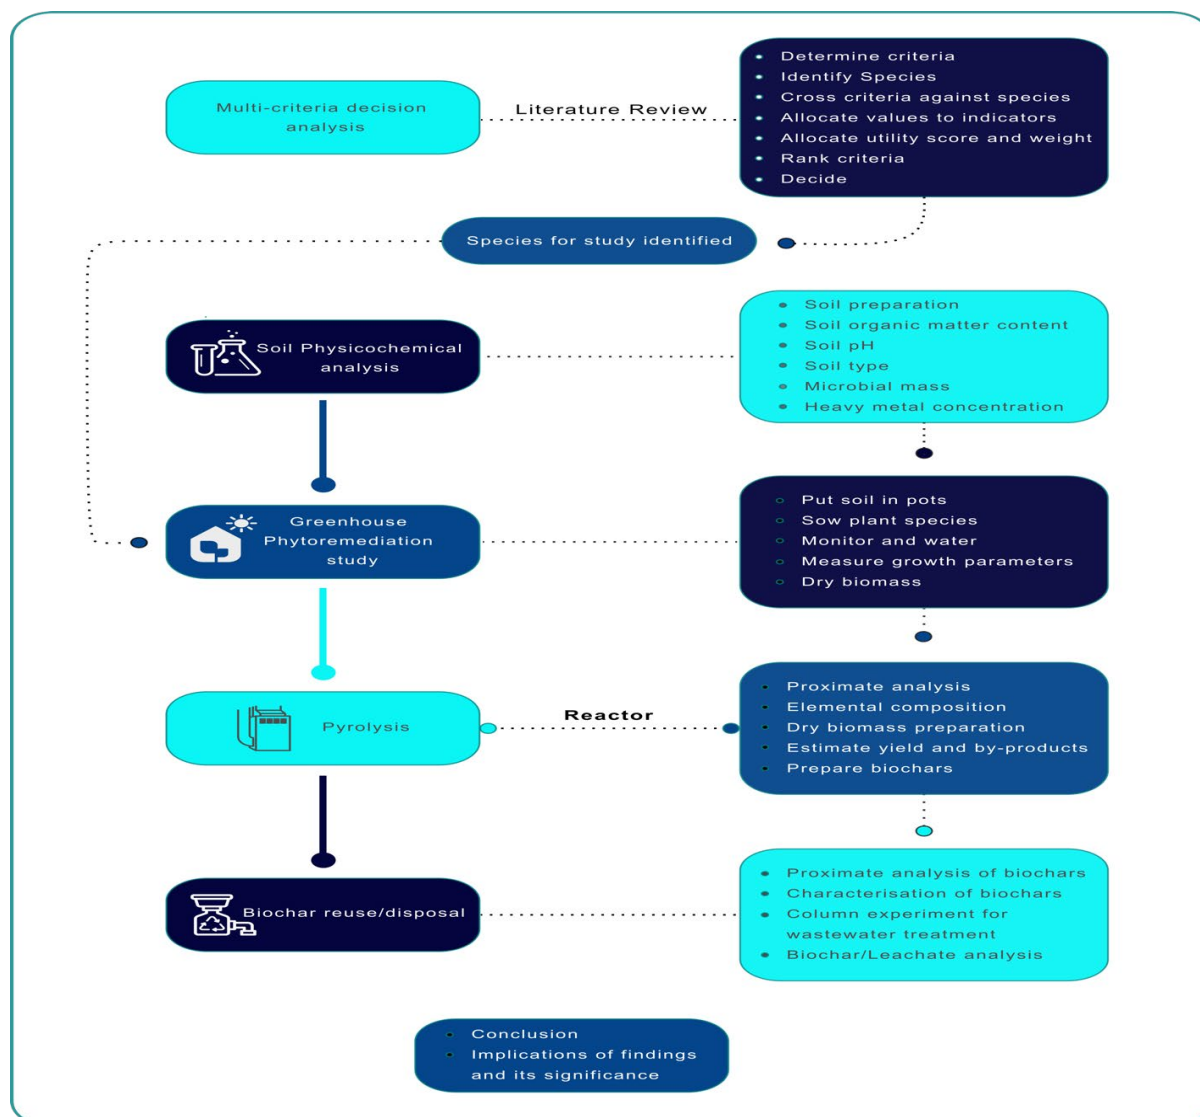 Multi-criteria decision
analysis
Literature Review
Determine criteria
Identify Species
Cross criteria against species
Allocate values to indicators
Allocate utility score and weight
Rank criteria
Decide
Species for study identified
Soil Physicochemical
analysis
Soil preparation
Soil organic matter content
Soil pH
Soil type
Microbial mass
Heavy metal concentration
Greenhouse
Phytoremediation
study
Put soil in pots
Sow plant species
Monitor and water
Measure growth parameters
Dry biomass
Pyrolysis
Reactor
Proximate analysis
Elemental composition
Dry biomass preparation
Estimate yield and by-products
Prepare biochars
Biochar reuse/disposal
Proximate analysis of biochars
Characterisation of biochars
Column experiment for
wastewater treatment
Biochar/Leachate analysis
Conclusion
Implications of findings
and its significance